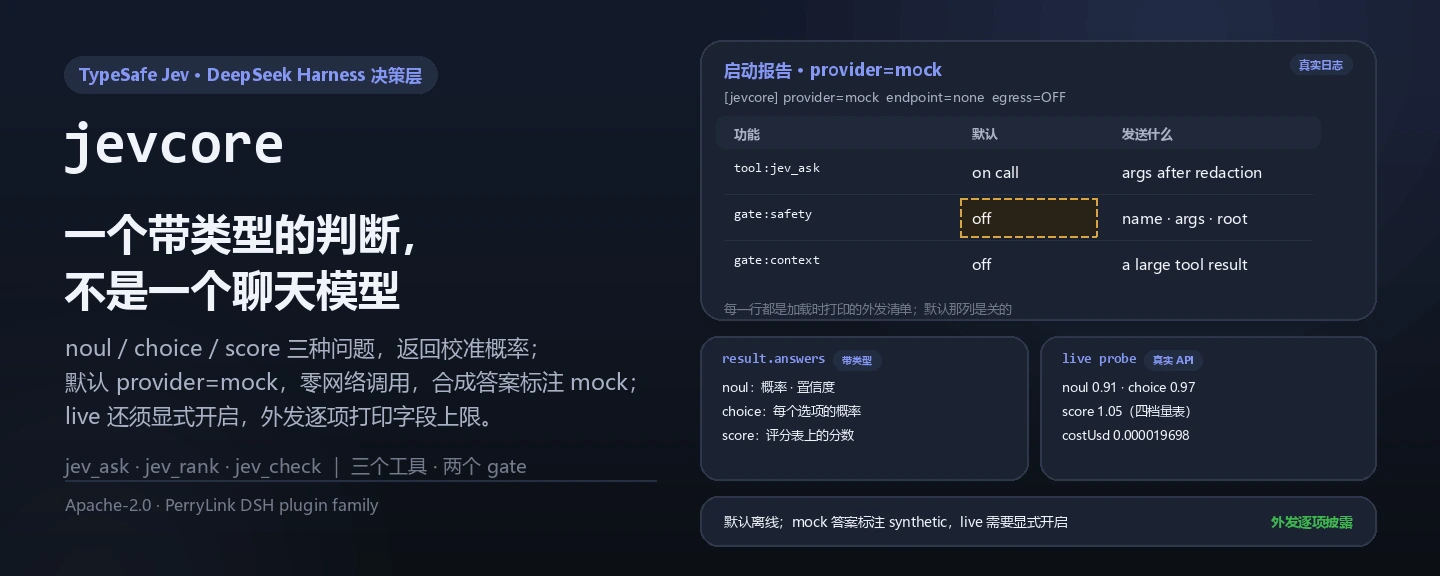 TypeSafe Jev • DeepSeek Harness 决策层
jevcore
一个带类型的判断，
不是一个聊天模型
noul / choice / score 三种问题，返回校准概率；
默认 provider=mock，零网络调用，合成答案标注 mock；
live 还须显式开启，外发逐项打印字段上限。
jev_ask · jev_rank · jev_check ｜ 三个工具 · 两个 gate
Apache-2.0 · PerryLink DSH plugin family
启动报告 • provider=mock
真实日志
[jevcore] provider=mock endpoint=none egress=OFF
功能 默认 发送什么
tool:jev_ask on call args after redaction
gate:safety off name · args · root
gate:context off a large tool result
每一行都是加载时打印的外发清单；默认那列是关的
result.answers 带类型
noul：概率 · 置信度
choice：每个选项的概率
score：评分表上的分数
live probe 真实 API
noul 0.91 · choice 0.97
score 1.05（四档量表）
costUsd 0.000019698
默认离线；mock 答案标注 synthetic，live 需要显式开启
外发逐项披露